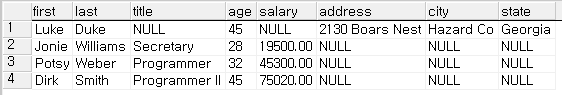 first last title age salary address city state
1 Luke Duke NULL 45 NULL 2130 Boars Nest Hazard Co Georgia
2 Jonie Williams Secretary 28 19500.00 NULL NULL NULL
3 Potsy Weber Programmer 32 45300.00 NULL NULL NULL
4 Dirk Smith Programmer II 45 75020.00 NULL NULL NULL